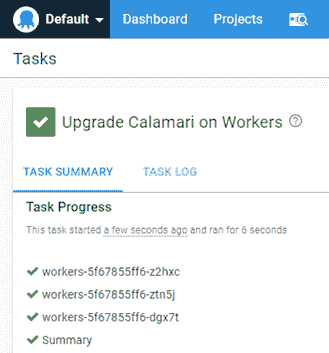 Default Dashboard Projects
Tasks
Upgrade Calamari on Workers
TASK SUMMARY TASK LOG
Task Progress
This task started a few seconds ago and ran for 6 seconds
workers-5f67855ff6-z2hxc
workers-5f67855ff6-ztn5j
workers-5f67855ff6-dgx7t
Summary